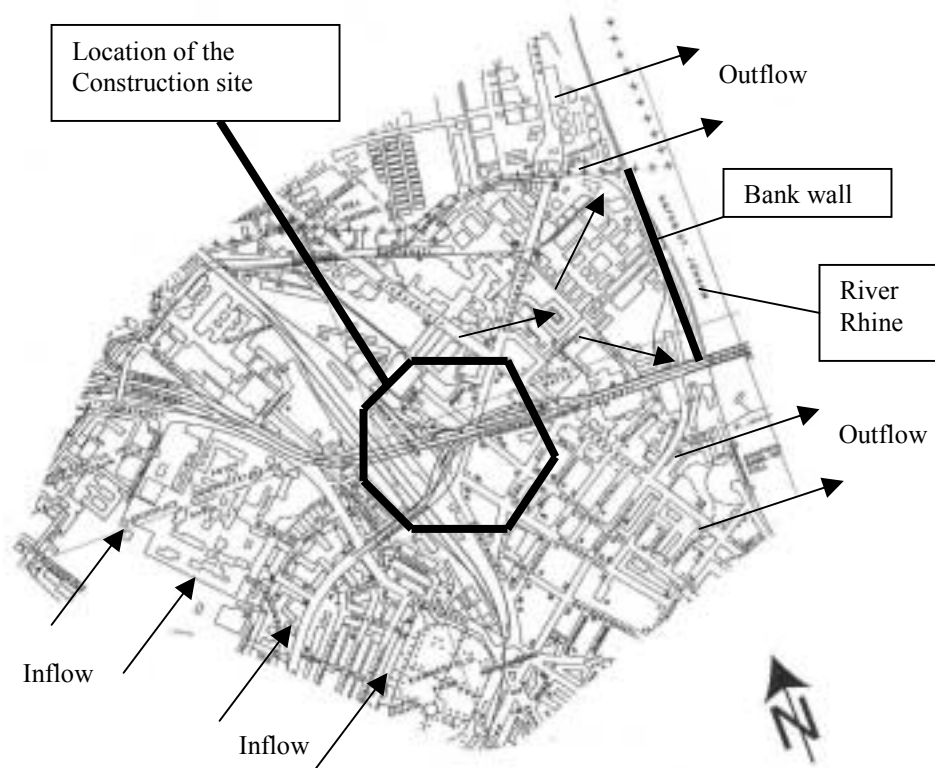 Location of the
Construction site
Outflow
Bank wall
River
Rhine
Outflow
Inflow
Inflow
N